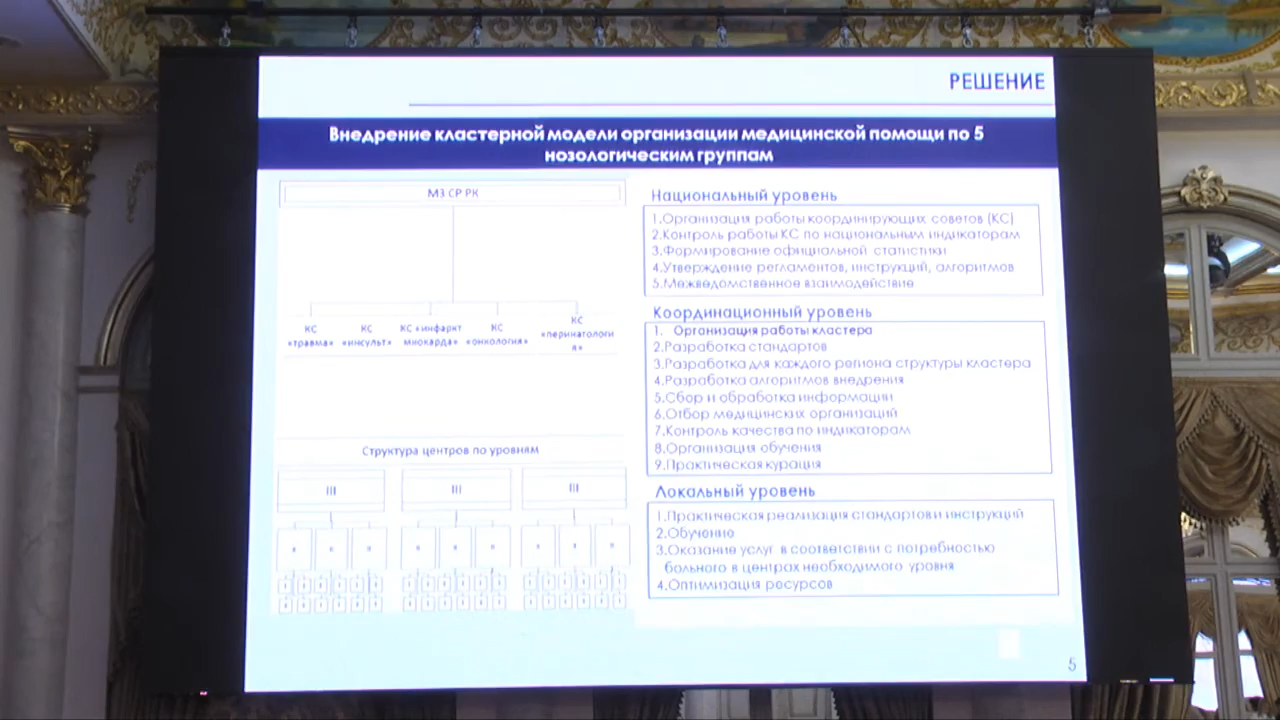 РЕШЕНИЕ
Внедрение кластерной модели организации медицинской помощи по 5
нозологическим группам
МЗ СР РК
КС
«травма»
КС
«инсульт»
КС «инфаркт
миокарда»
КС
«онкология»
КС
«перинатологи
я»
Структура центров по уровням
III
III
III
Национальный уровень
1.Организация работы координирующих советов (КС)
2.Контроль работы КС по национальным индикаторам
3.Формирование официальной статистики
4.Утверждение регламентов, инструкций, алгоритмов
5.Межведомственное взаимодействие
Координационный уровень
1. Организация работы кластера
2.Разработка стандартов
3.Разработка для каждого региона структуры кластера
4.Разработка алгоритмов внедрения
5.Сбор и обработка информации
6.Отбор медицинских организаций
7.Контроль качества по индикаторам
8.Организация обучения
9.Практическая курация
Локальный уровень
1.Практическая реализация стандартов и инструкций
2.Обучение
3.Оказание услуг в соответствии с потребностью
больного в центрах необходимого уровня
4.Оптимизация ресурсов
5